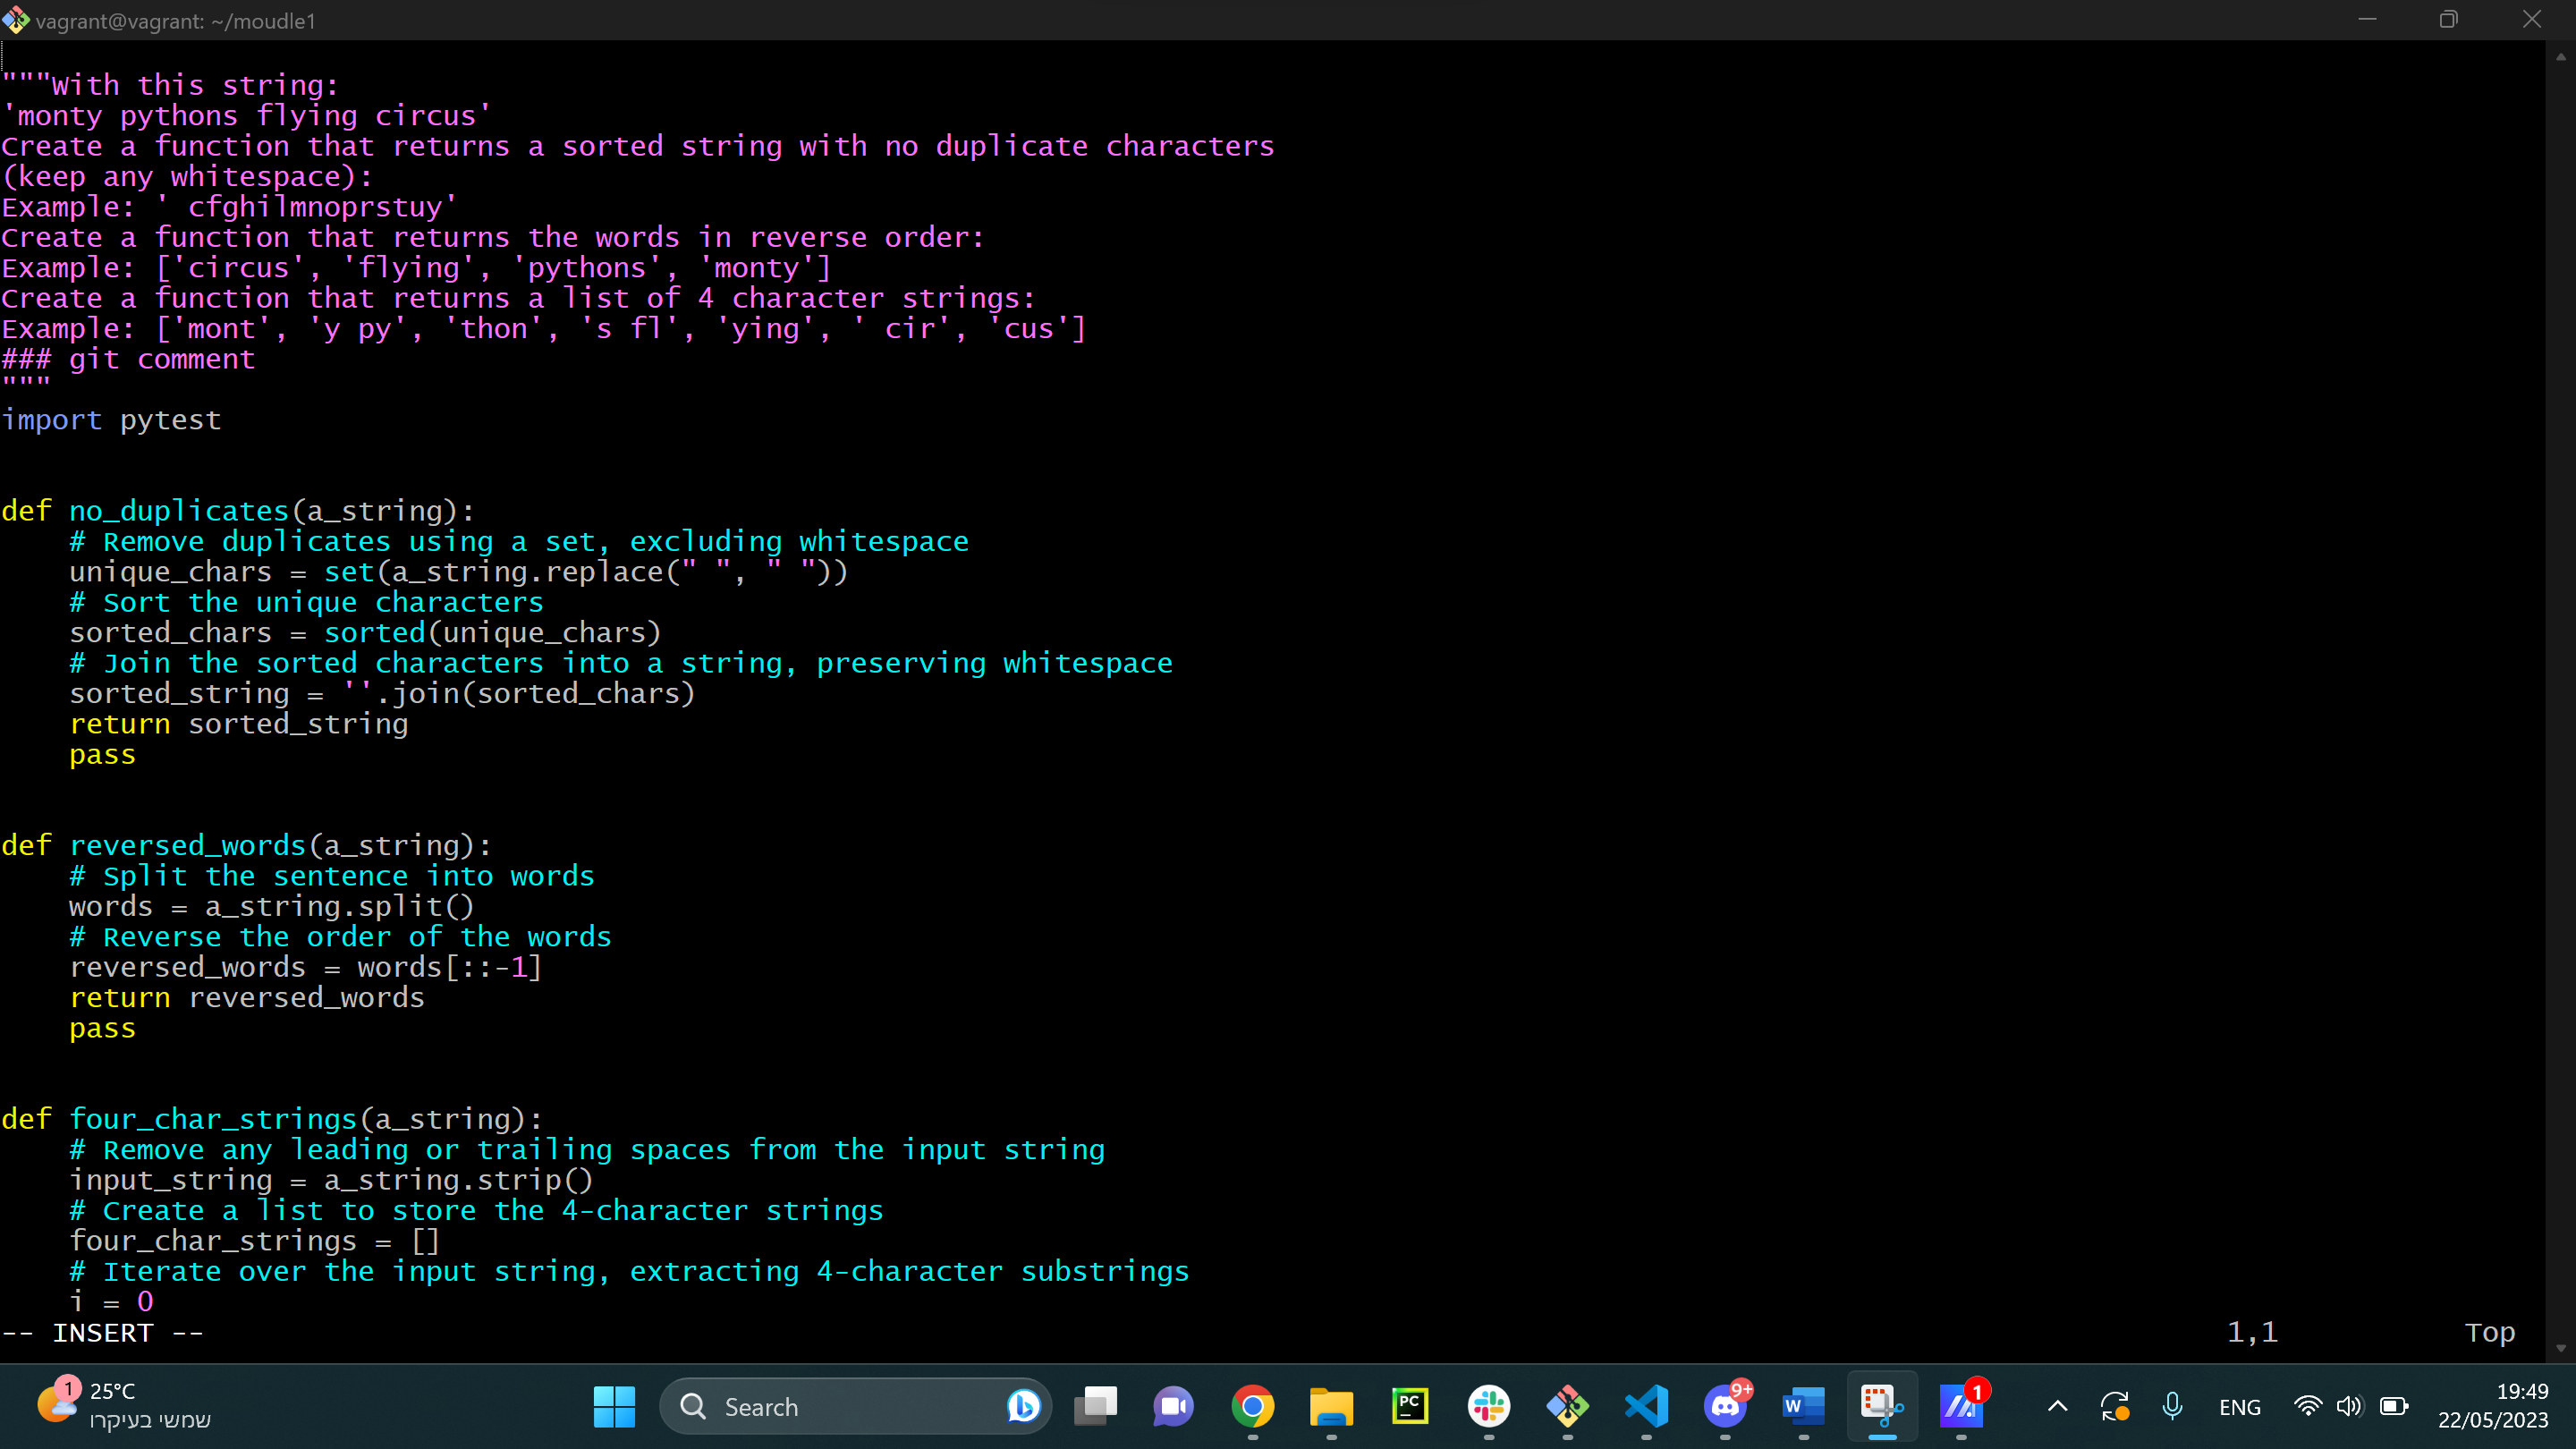 vagrant@vagrant: ~/moudle1
"""With this string:
'monty pythons flying circus'
Create a function that returns a sorted string with no duplicate characters
(keep any whitespace):
Example: ' cfghilmnoprstuy'
Create a function that returns the words in reverse order:
Example: ['circus', 'flying', 'pythons', 'monty']
Create a function that returns a list of 4 character strings:
Example: ['mont', 'y py', 'thon', 's fl', 'ying', ' cir', 'cus']
### git comment
"""
import pytest
def no_duplicates(a_string):
    # Remove duplicates using a set, excluding whitespace
    unique_chars = set(a_string.replace(" ", " "))
    # Sort the unique characters
    sorted_chars = sorted(unique_chars)
    # Join the sorted characters into a string, preserving whitespace
    sorted_string = ''.join(sorted_chars)
    return sorted_string
    pass
def reversed_words(a_string):
    # Split the sentence into words
    words = a_string.split()
    # Reverse the order of the words
    reversed_words = words[::-1]
    return reversed_words
    pass
def four_char_strings(a_string):
    # Remove any leading or trailing spaces from the input string
    input_string = a_string.strip()
    # Create a list to store the 4-character strings
    four_char_strings = []
    # Iterate over the input string, extracting 4-character substrings
    i = 0
-- INSERT -- 1,1 Top
1
25°C
שמשי בעיקרו
Search
PC
9+
W
1
ENG
19:49
22/05/2023